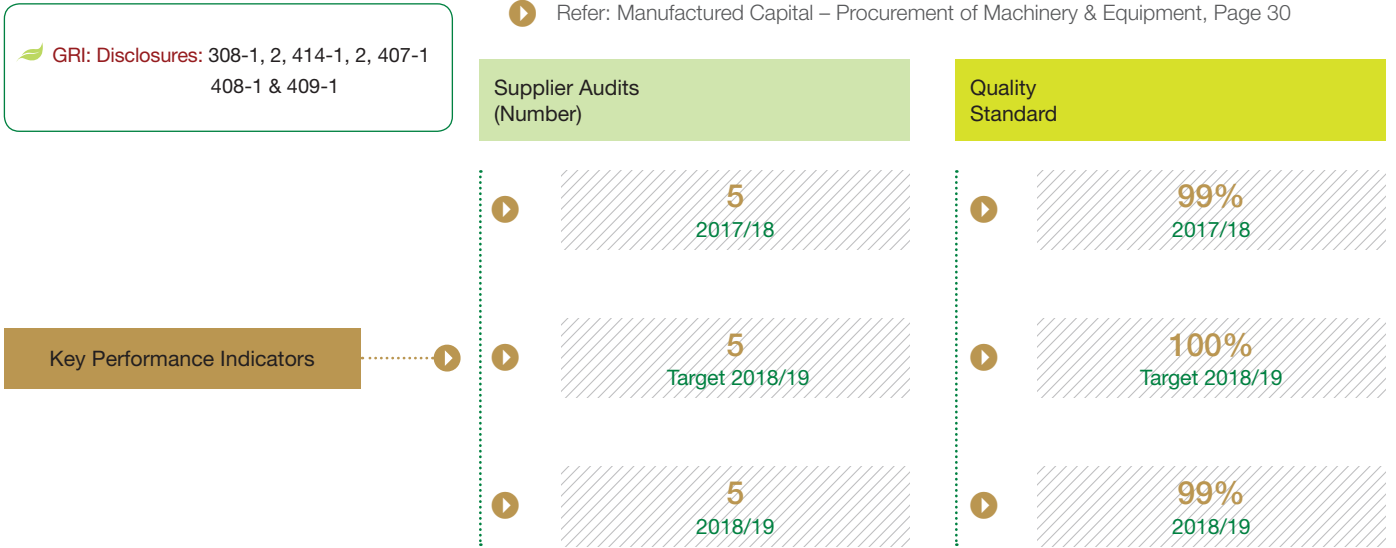 Refer: Manufactured Capital – Procurement of Machinery & Equipment, Page 30
GRI: Disclosures: 308-1, 2, 414-1, 2, 407-1
408-1 & 409-1
Supplier Audits
(Number)
Quality
Standard
5
2017/18
99%
2017/18
Key Performance Indicators
5
Target 2018/19
100%
Target 2018/19
5
2018/19
99%
2018/19